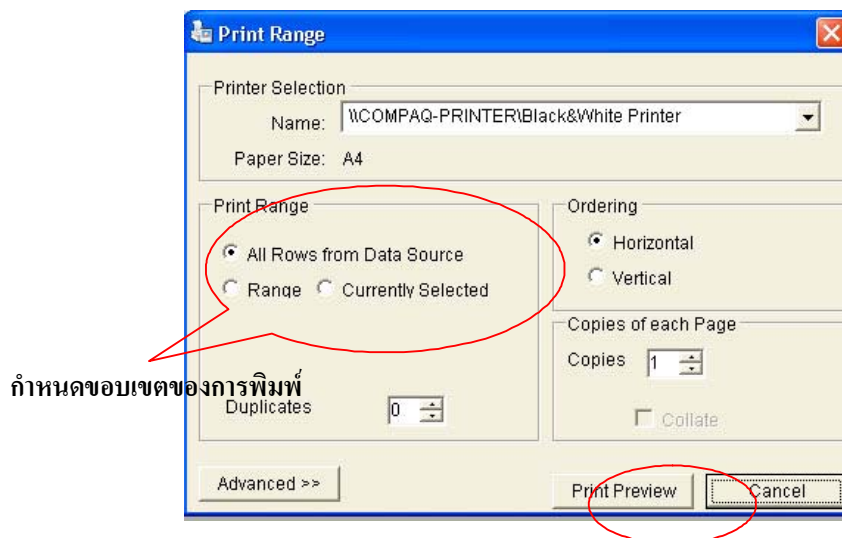 Print Range
Printer Selection
Name: \\COMPAQ-PRINTER\Black&White Printer
Paper Size: A4
Print Range
All Rows from Data Source
Range Currently Selected
Duplicates 0
Ordering
Horizontal
Vertical
Copies of each Page
Copies 1
Collate
กำหนดขอบเขตของการพิมพ์
Advanced >>
Print Preview
Cancel